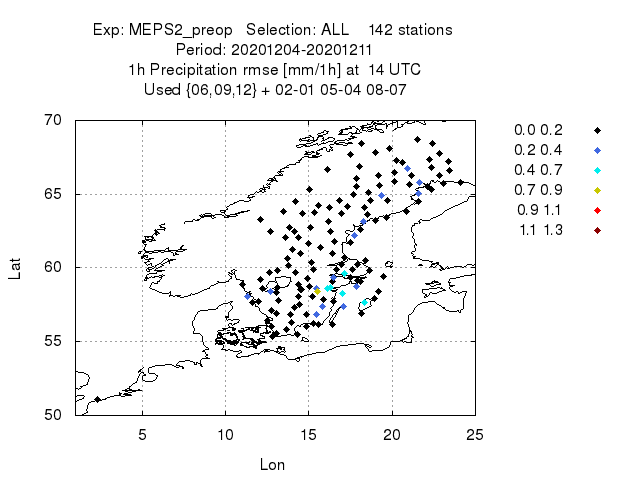 Exp: MEPS2_preop Selection: ALL 142 stations
Period: 20201204-20201211
1h Precipitation rmse [mm/1h] at 14 UTC
Used {06,09,12} + 02-01 05-04 08-07
70
65
60
55
50
Lat
5 10 15 20 25
Lon
0.0 0.2
0.2 0.4
0.4 0.7
0.7 0.9
0.9 1.1
1.1 1.3